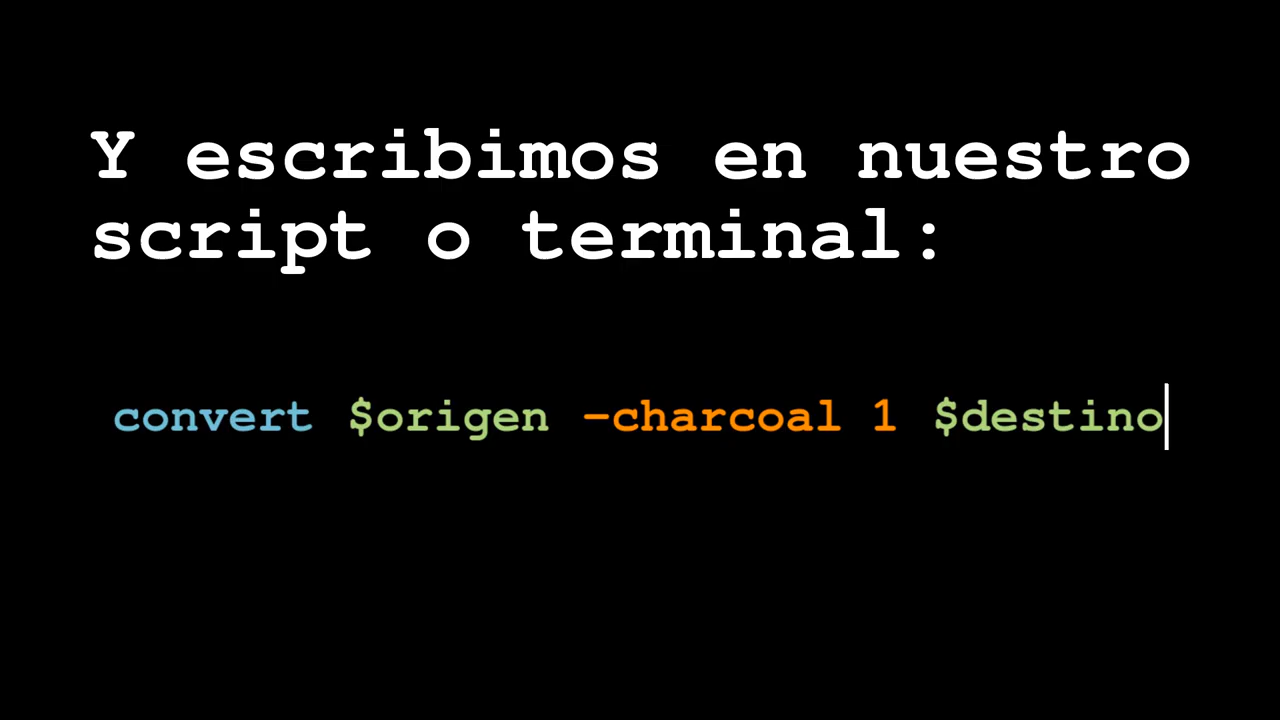 Y escribimos en nuestro
script o terminal:
convert $origen -charcoal 1 $destino